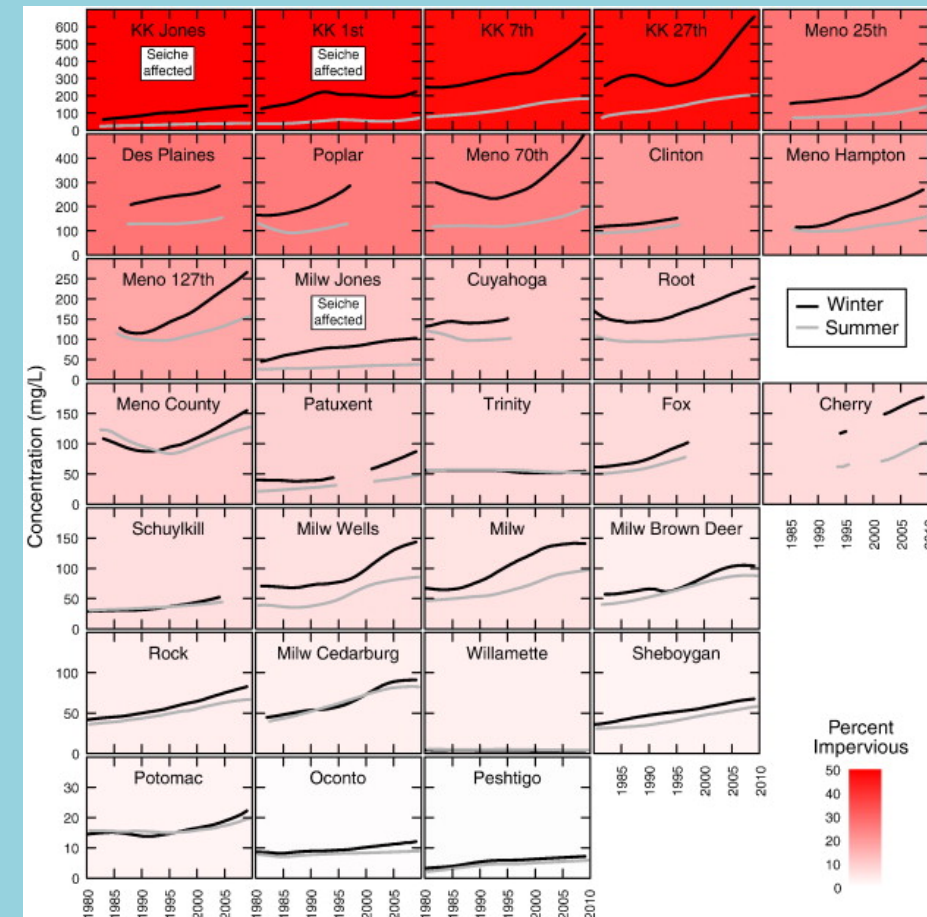 Concentration (mg/L)
KK Jones KK 1st KK 7th KK 27th Meno 25th
Seiche affected Seiche affected
600
500
400
300
200
100
0
Des Plaines Poplar Meno 70th Clinton Meno Hampton
400
300
200
100
0
Meno 127th Milw Jones Cuyahoga Root
Seiche affected
250
200
150
100
50
0
Winter
Summer
Meno County Patuxent Trinity Fox Cherry
150
100
50
0
1985 1990 1995 2000 2005 2010
Schuylkill Milw Wells Milw Milw Brown Deer
150
100
50
0
Rock Milw Cedarburg Willamette Sheboygan
100
50
0
1985 1990 1995 2000 2005 2010
Potomac Oconto Peshtigo
30
20
10
0
1980 1985 1990 1995 2000 2005 1980 1985 1990 1995 2000 2005 1980 1985 1990 1995 2000 2005 2010
Percent
Impervious
50
40
30
20
10
0